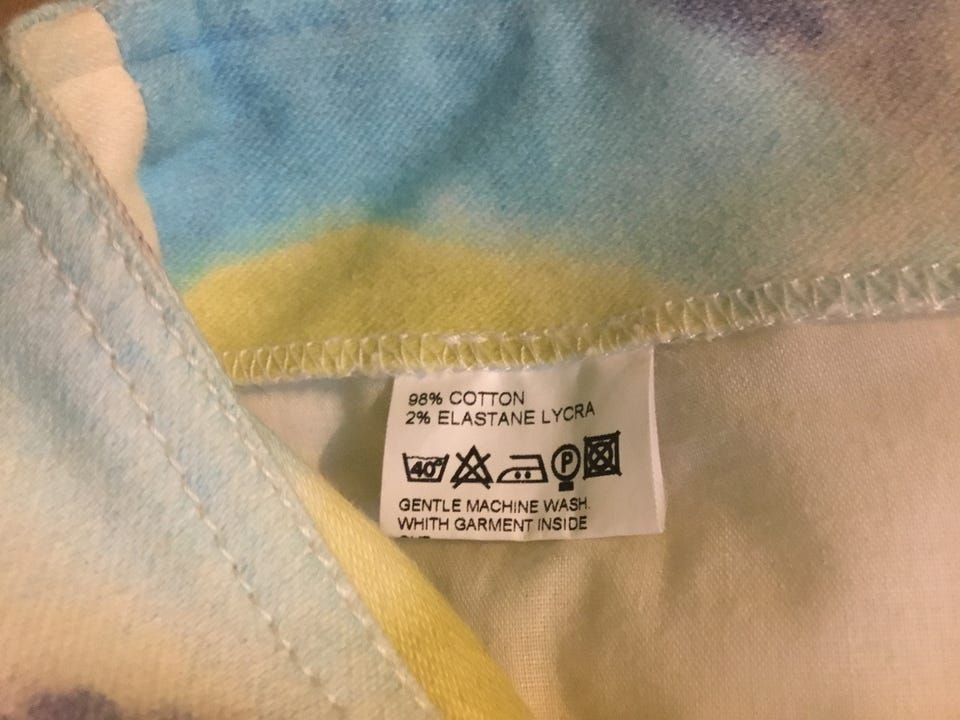 98% COTTON
2% ELASTANE LYCRA
40° P
GENTLE MACHINE WASH.
WHITH GARMENT INSIDE